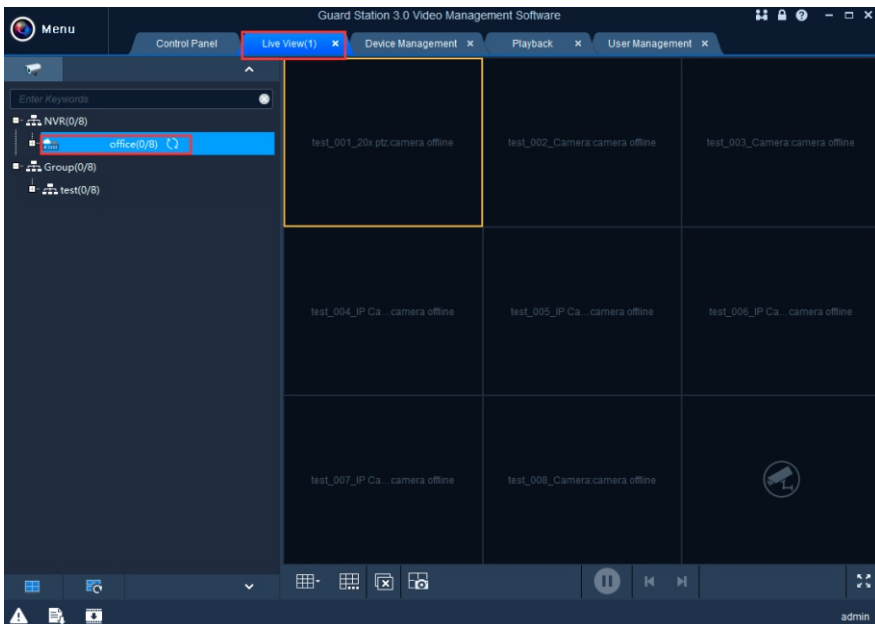 Guard Station 3.0 Video Management Software
Menu
Control Panel
Live View(1)
Device Management
Playback
User Management
Enter Keywords
NVR(0/8)
office(0/8)
Group(0/8)
test(0/8)
test_001_20x ptz:camera offline
test_002_Camera:camera offline
test_003_Camera:camera offline
test_004_IP Ca...camera offline
test_005_IP Ca...camera offline
test_006_IP Ca...camera offline
test_007_IP Ca...camera offline
test_008_Camera:camera offline
admin